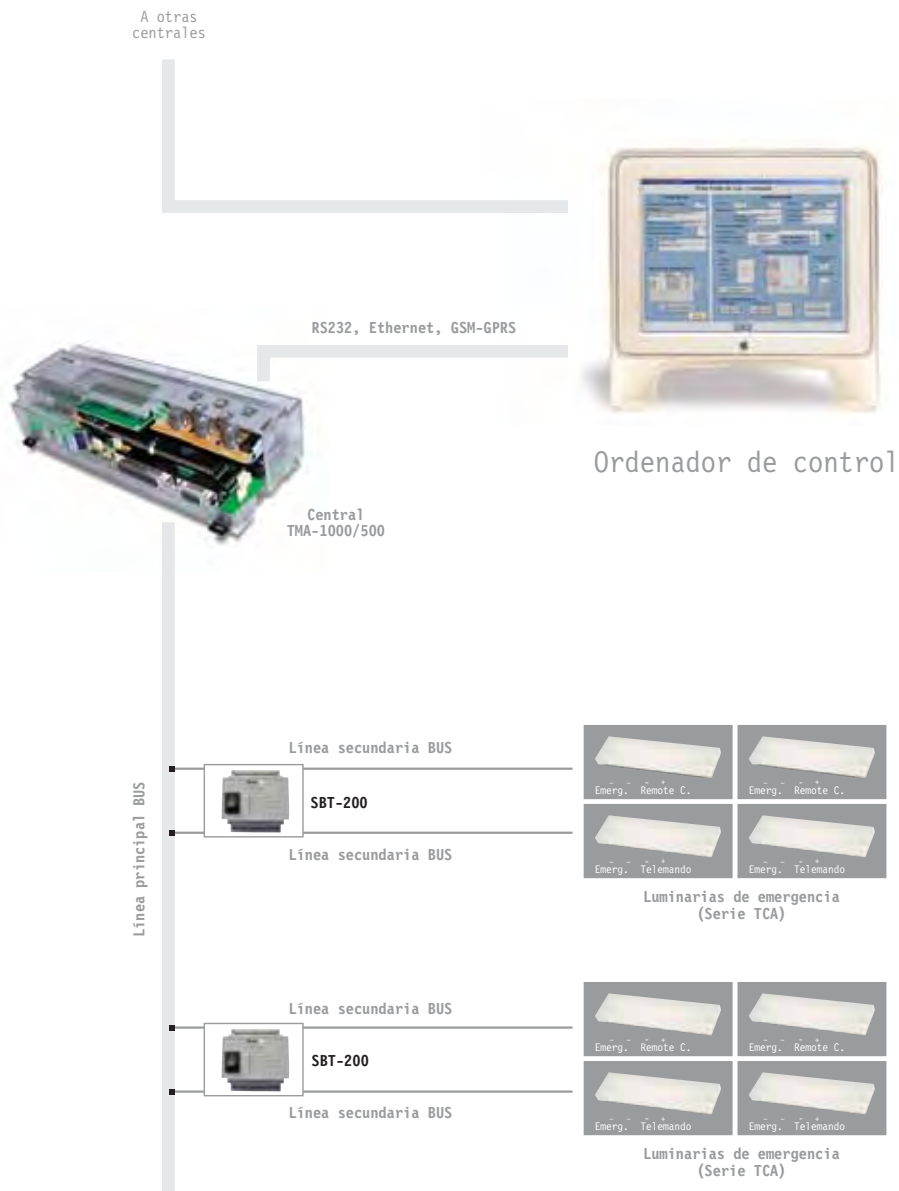 A otras
centrales
RS232, Ethernet, GSM-GPRS
Ordenador de control
Central
TMA-1000/500
Línea principal BUS
Línea secundaria BUS
SBT-200
Línea secundaria BUS
- - - +
Emerg. Remote C.
- - - +
Emerg. Remote C.
- - - +
Emerg. Telemando
- - - +
Emerg. Telemando
Luminarias de emergencia
(Serie TCA)
Línea secundaria BUS
SBT-200
Línea secundaria BUS
- - - +
Emerg. Remote C.
- - - +
Emerg. Remote C.
- - - +
Emerg. Telemando
- - - +
Emerg. Telemando
Luminarias de emergencia
(Serie TCA)